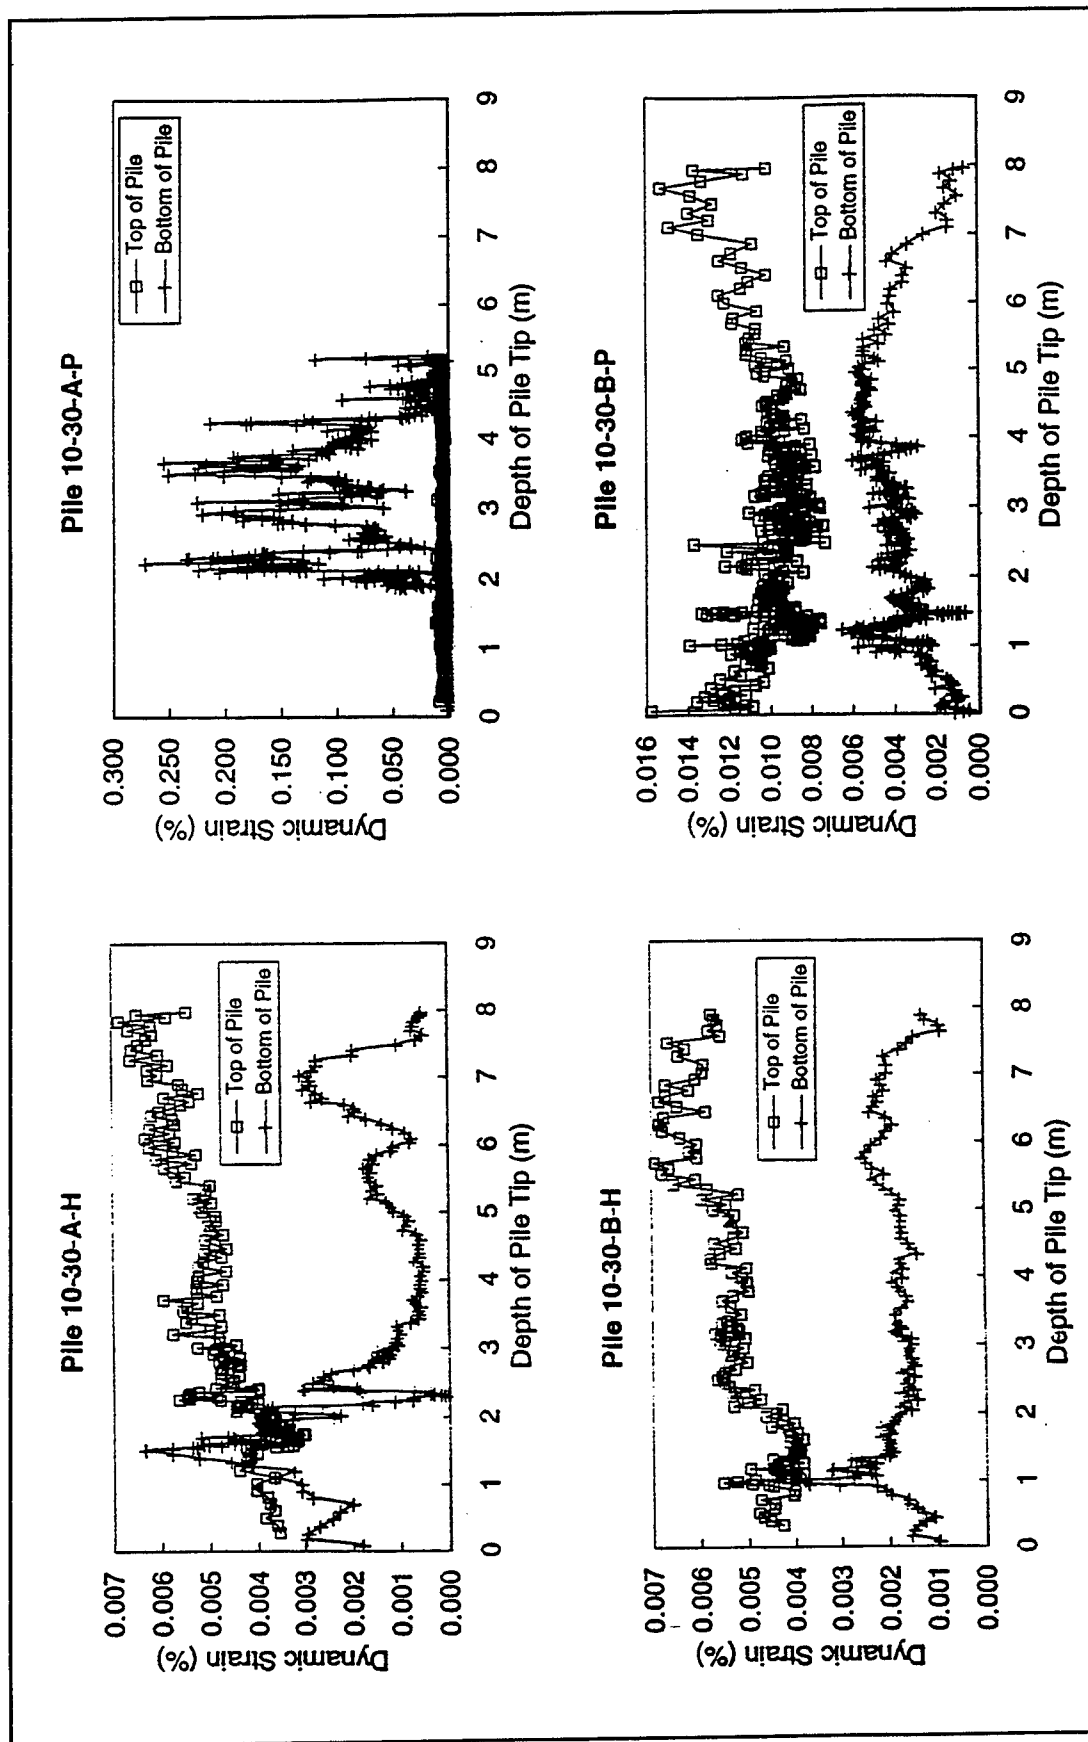 Pile 10-30-A-H
Dynamic Strain (%)
0.007
0.006
0.005
0.004
0.003
0.002
0.001
0.000
Top of Pile
Bottom of Pile
0 1 2 3 4 5 6 7 8 9
Depth of Pile Tip (m)
Pile 10-30-A-P
Dynamic Strain (%)
0.300
0.250
0.200
0.150
0.100
0.050
0.000
Top of Pile
Bottom of Pile
0 1 2 3 4 5 6 7 8 9
Depth of Pile Tip (m)
Pile 10-30-B-H
Dynamic Strain (%)
0.007
0.006
0.005
0.004
0.003
0.002
0.001
0.000
Top of Pile
Bottom of Pile
0 1 2 3 4 5 6 7 8 9
Depth of Pile Tip (m)
Pile 10-30-B-P
Dynamic Strain (%)
0.016
0.014
0.012
0.010
0.008
0.006
0.004
0.002
0.000
Top of Pile
Bottom of Pile
0 1 2 3 4 5 6 7 8 9
Depth of Pile Tip (m)